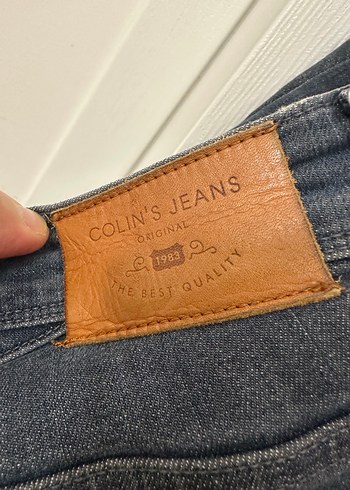 COLIN'S JEANS
ORIGINAL
1983
THE BEST QUALITY